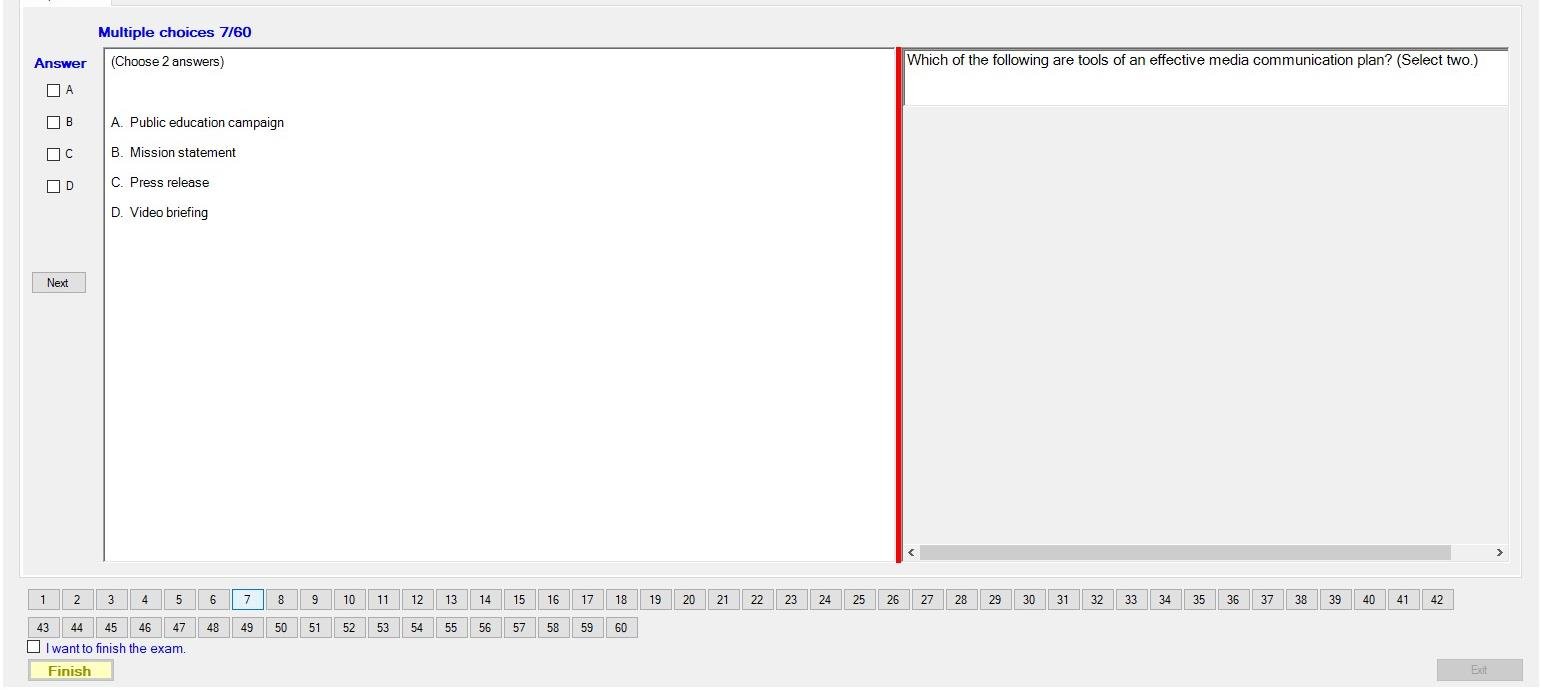 Multiple choices 7/60
Answer
(Choose 2 answers)
Which of the following are tools of an effective media communication plan? (Select two.)
A
B
A. Public education campaign
C
B. Mission statement
D
C. Press release
D. Video briefing
Next
1 2 3 4 5 6 7 8 9 10 11 12 13 14 15 16 17 18 19 20 21 22 23 24 25 26 27 28 29 30 31 32 33 34 35 36 37 38 39 40 41 42
43 44 45 46 47 48 49 50 51 52 53 54 55 56 57 58 59 60
I want to finish the exam.
Finish
Exit